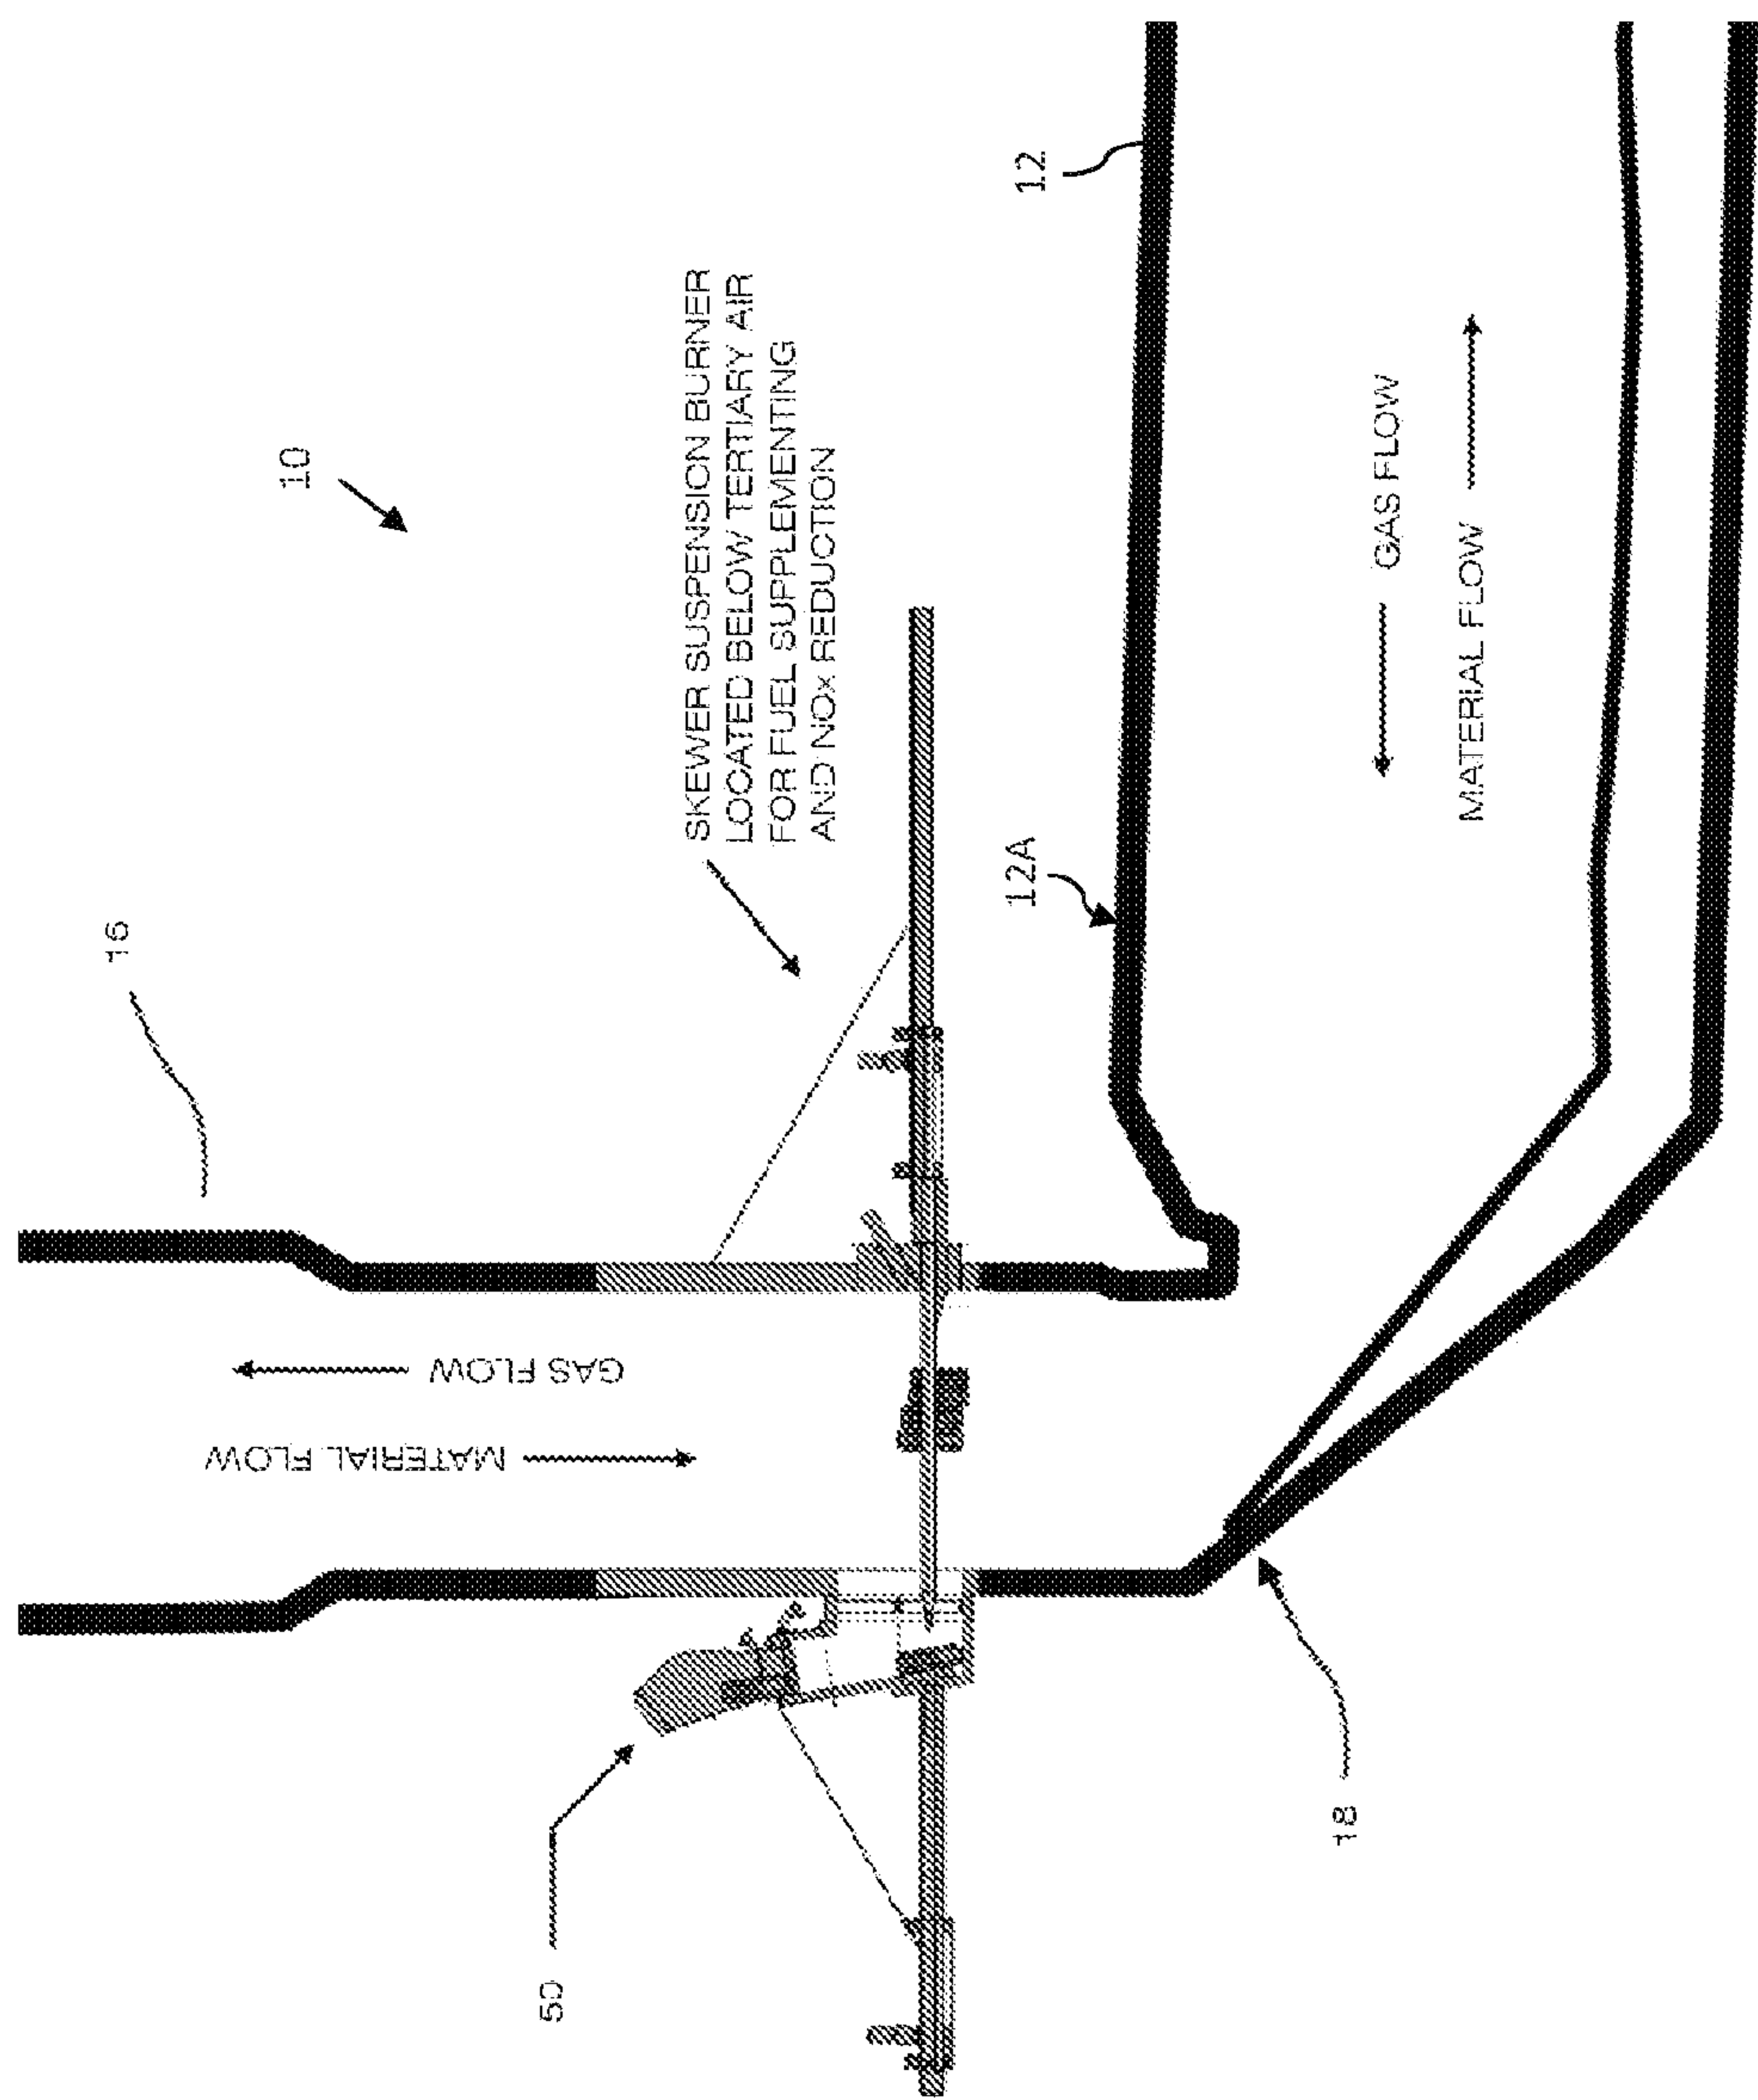 10
16
SKEWER SUSPENSION BURNER
LOCATED BELOW TERTIARY AIR
FOR FUEL SUPPLEMENTING
AND NOx REDUCTION
GAS FLOW
MATERIAL FLOW
50
12
12A
GAS FLOW
MATERIAL FLOW
18